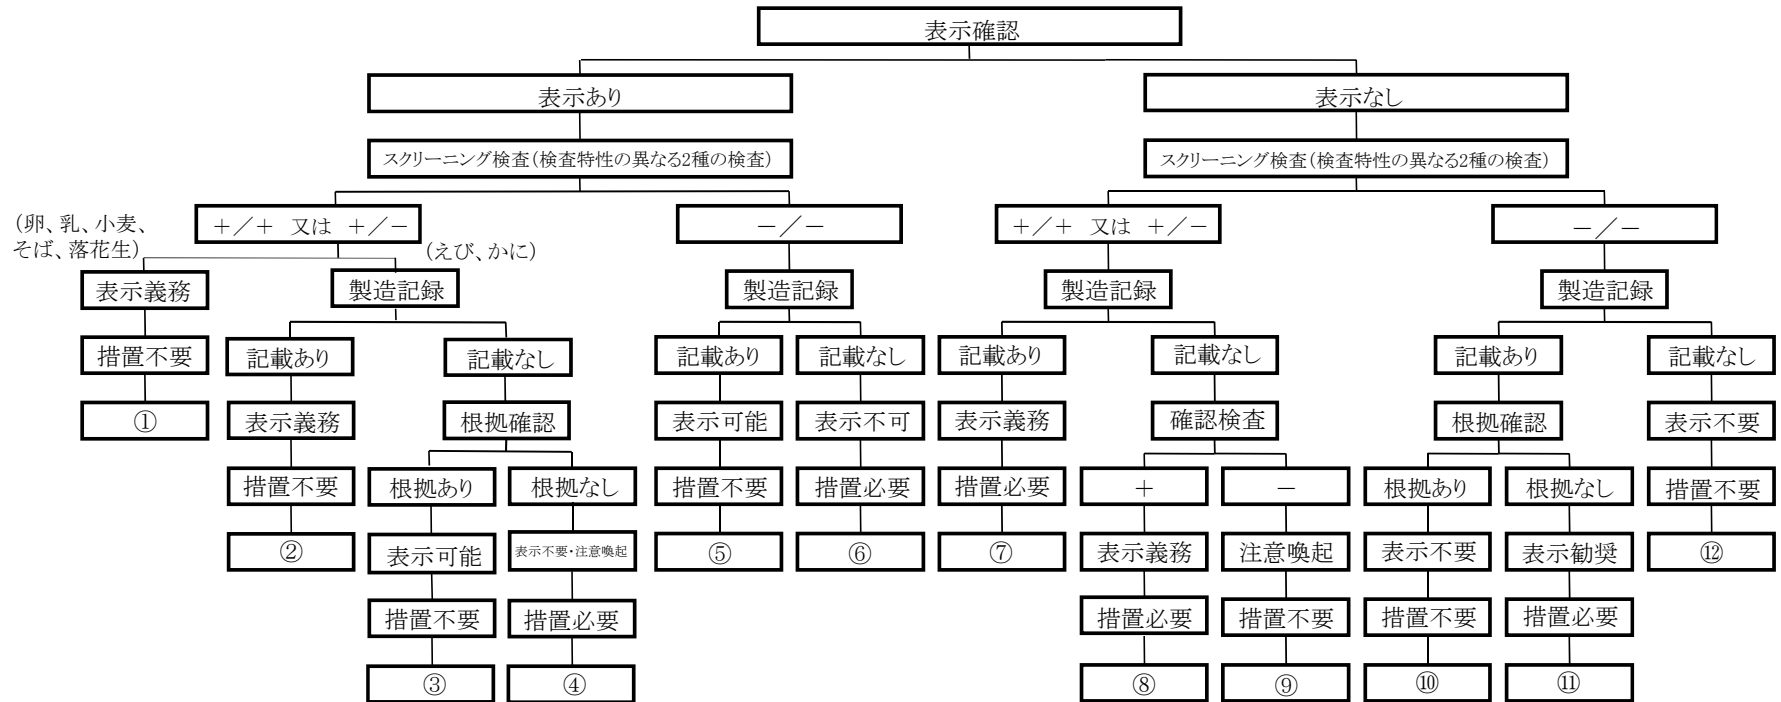 表示確認
表示あり
表示なし
スクリーニング検査(検査特性の異なる2種の検査)
スクリーニング検査(検査特性の異なる2種の検査)
(卵、乳、小麦、
そば、落花生)
+/+ 又は +/-
(えび、かに)
-/-
+/+ 又は +/-
-/-
表示義務
製造記録
製造記録
製造記録
製造記録
措置不要
記載あり
記載なし
記載あり
記載なし
記載あり
記載なし
記載あり
記載なし
①
表示義務
根拠確認
表示可能
表示不可
表示義務
確認検査
根拠確認
表示不要
措置不要
根拠あり
根拠なし
措置不要
措置必要
措置必要
+
-
根拠あり
根拠なし
措置不要
②
表示可能
表示不要・注意喚起
⑤
⑥
⑦
表示義務
注意喚起
表示不要
表示勧奨
⑫
措置不要
措置必要
措置必要
措置不要
措置不要
措置必要
③
④
⑧
⑨
⑩
⑪